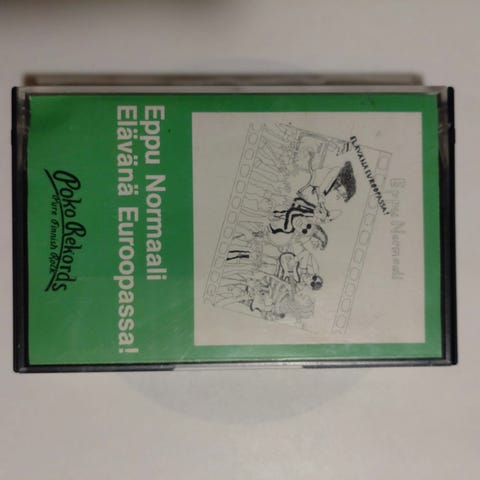 ELÄVÄNÄ EUROOPASSA!
Eppu Normaali
Eppu Normaali
Elävänä Euroopassa!
Poko Rekords
Pure Finnish Rock